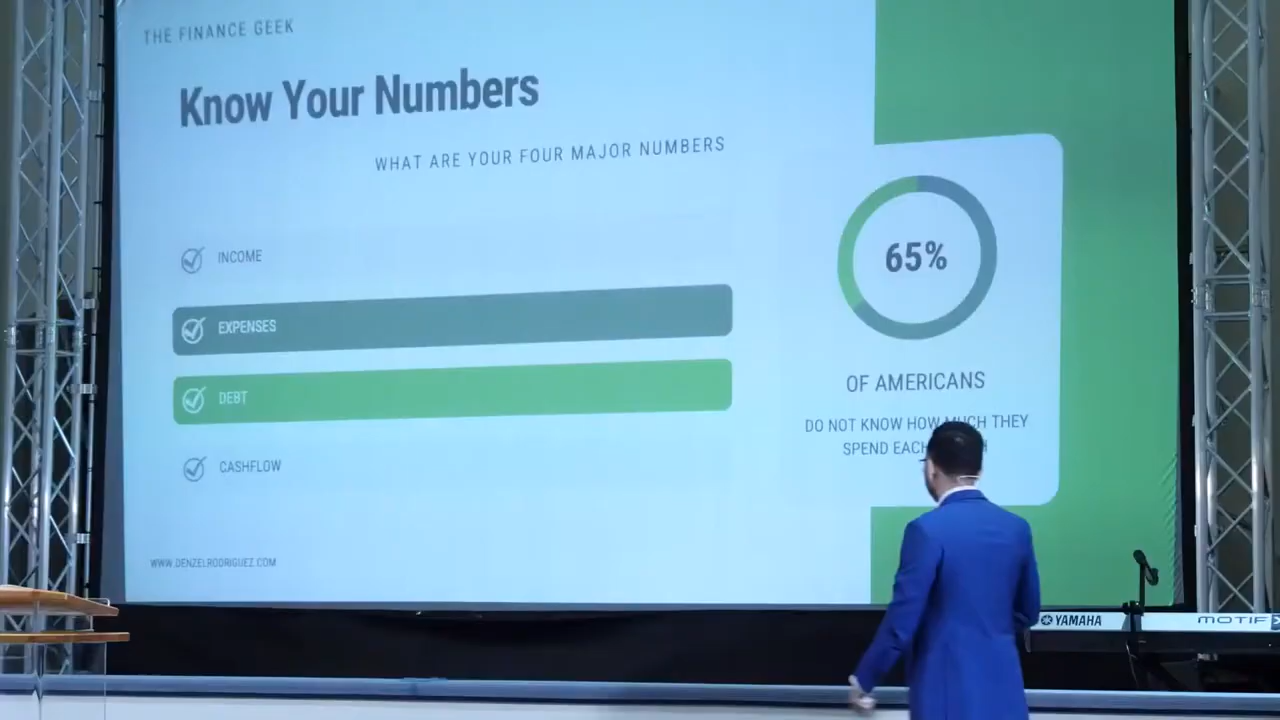 THE FINANCE GEEK
Know Your Numbers
WHAT ARE YOUR FOUR MAJOR NUMBERS
INCOME
EXPENSES
DEBT
CASHFLOW
WWW.DENZELRODRIGUEZ.COM
65%
OF AMERICANS
DO NOT KNOW HOW MUCH THEY
SPEND EACH
YAMAHA
MOTIF